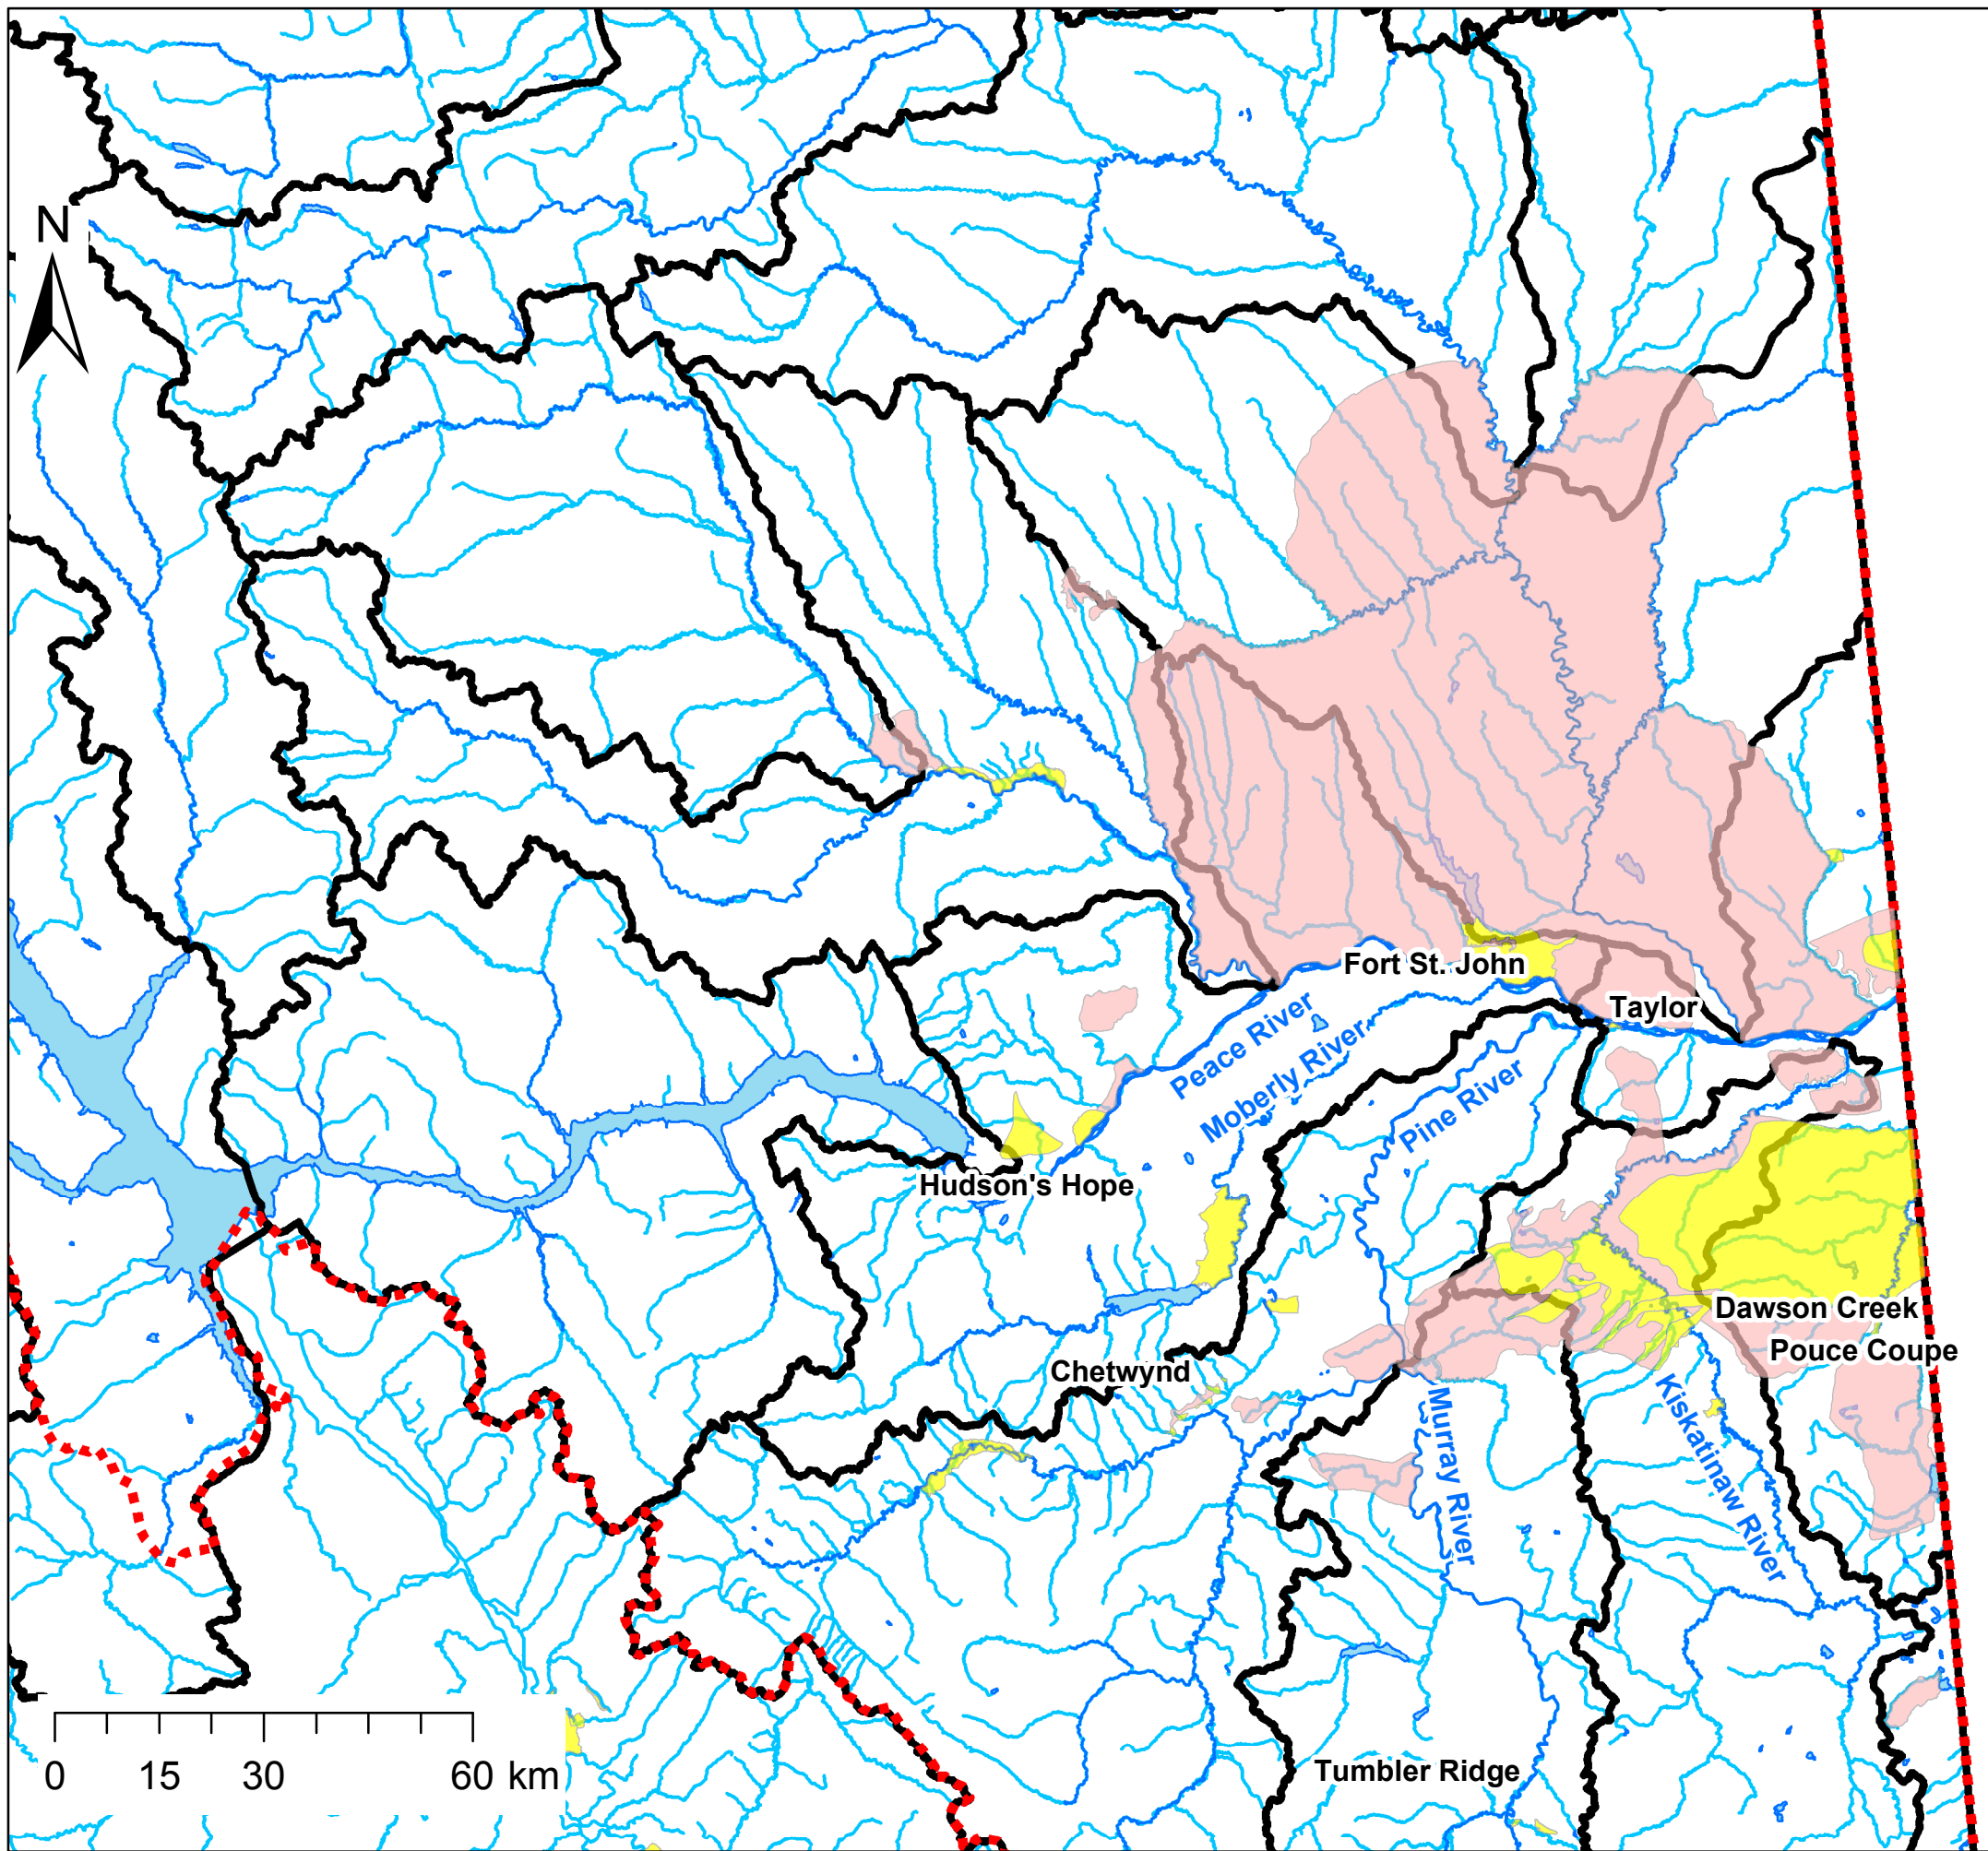 N
Fort St. John
Taylor
Peace River
Moberly River
Pine River
Hudson's Hope
Dawson Creek
Pouce Coupe
Chetwynd
Murray River
Kiskatinaw River
Tumbler Ridge
0 15 30 60 km